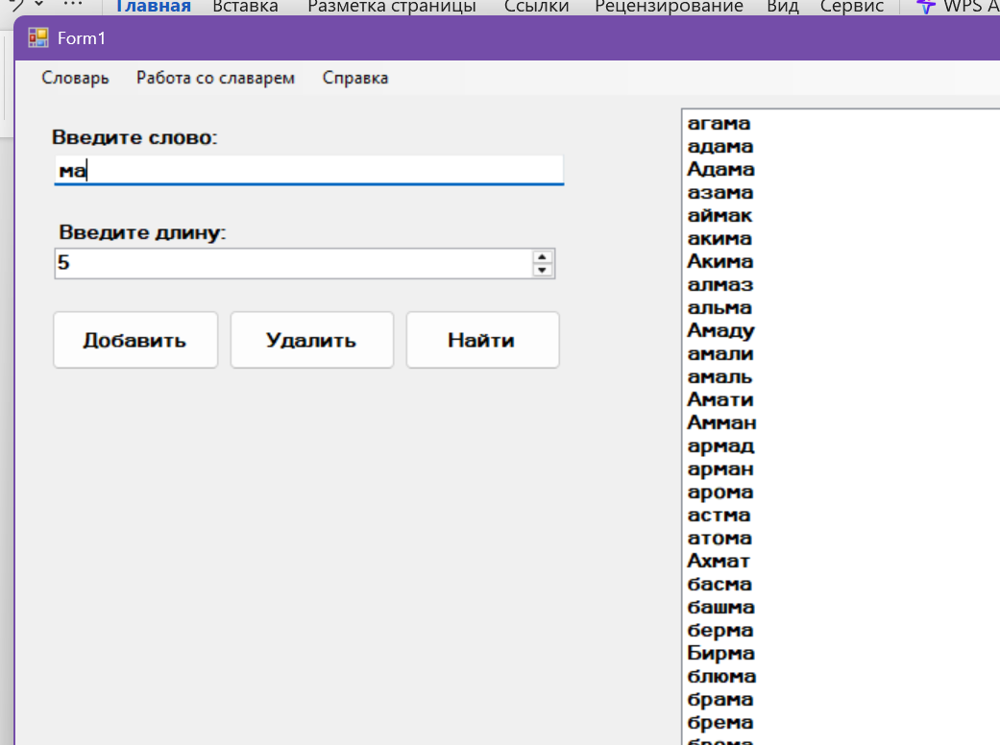 Главная Вставка Разметка страницы Ссылки Рецензирование Вид Сервис WPS A
Form1
Словарь Работа со славарем Справка
Введите слово:
ма
Введите длину:
5
Добавить Удалить Найти
агама
адама
Адама
азама
аймак
акима
Акима
алмаз
альма
Амаду
амали
амаль
Амати
Амман
армад
арман
арома
астма
атома
Ахмат
басма
башма
берма
Бирма
блюма
брама
брема